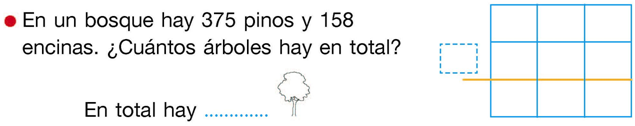 En un bosque hay 375 pinos y 158
encinas. ¿Cuántos árboles hay en total?
En total hay .............